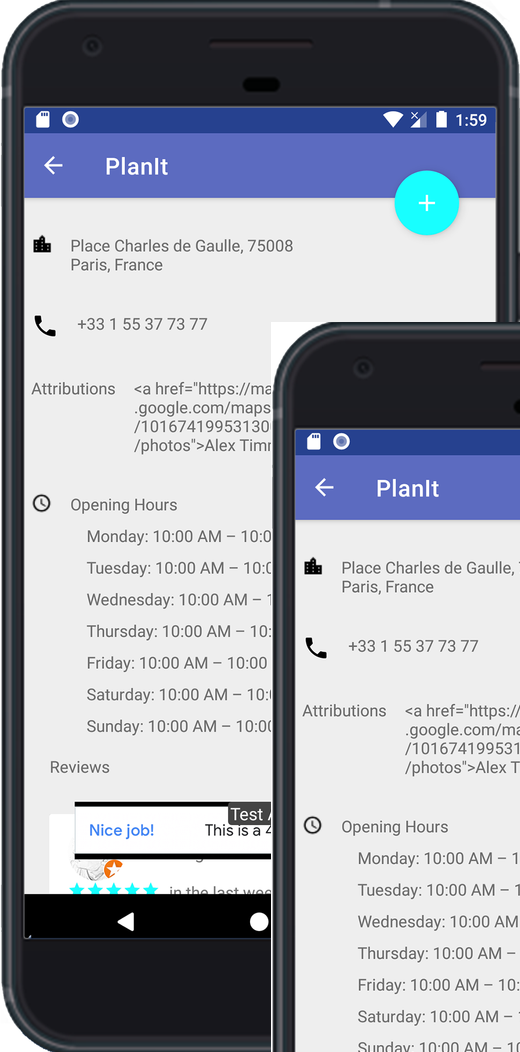 1:59
PlanIt
+
Place Charles de Gaulle, 75008
Paris, France
+33 1 55 37 73 77
Attributions
<a href="https://ma
.google.com/maps
/10167419953130
/photos">Alex Timr
Opening Hours
Monday: 10:00 AM – 10:0
Tuesday: 10:00 AM – 10:0
Wednesday: 10:00 AM – 1
Thursday: 10:00 AM – 10:
Friday: 10:00 AM – 10:00
Saturday: 10:00 AM – 10:
Sunday: 10:00 AM – 10:00
Reviews
Test A
Nice job! This is a 4
in the last wee
PlanIt
Place Charles de Gaulle,
Paris, France
+33 1 55 37 73 77
Attributions
<a href="https://
.google.com/maps
/101674199531
/photos">Alex T
Opening Hours
Monday: 10:00 AM – 1
Tuesday: 10:00 AM – 1
Wednesday: 10:00 AM
Thursday: 10:00 AM –
Friday: 10:00 AM – 10:
Saturday: 10:00 AM –
Sunday: 10:00 AM – 1